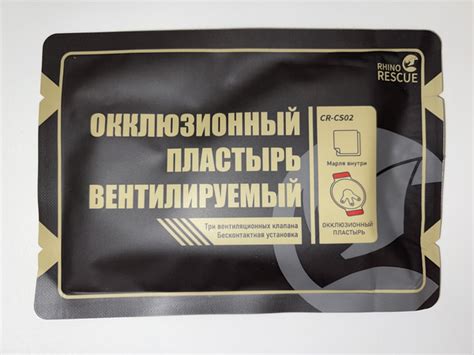 RHINO
RESCUE
ОККЛЮЗИОННЫЙ
ПЛАСТЫРЬ
ВЕНТИЛИРУЕМЫЙ
Три вентиляционных клапана
Бесконтактная установка
CR-CS02
Марля внутри
ОККЛЮЗИОННЫЙ
ПЛАСТЫРЬ